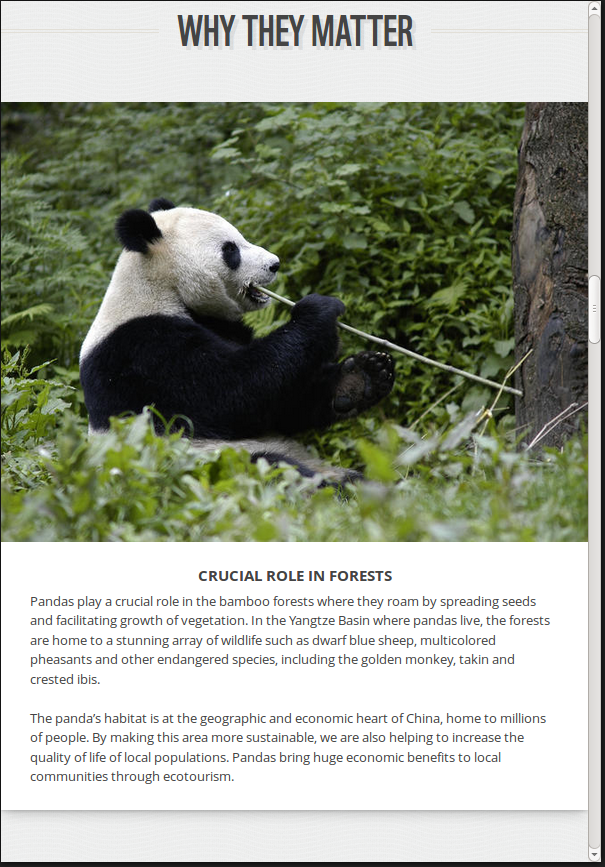 WHY THEY MATTER
CRUCIAL ROLE IN FORESTS
Pandas play a crucial role in the bamboo forests where they roam by spreading seeds
and facilitating growth of vegetation. In the Yangtze Basin where pandas live, the forests
are home to a stunning array of wildlife such as dwarf blue sheep, multicolored
pheasants and other endangered species, including the golden monkey, takin and
crested ibis.
The panda’s habitat is at the geographic and economic heart of China, home to millions
of people. By making this area more sustainable, we are also helping to increase the
quality of life of local populations. Pandas bring huge economic benefits to local
communities through ecotourism.